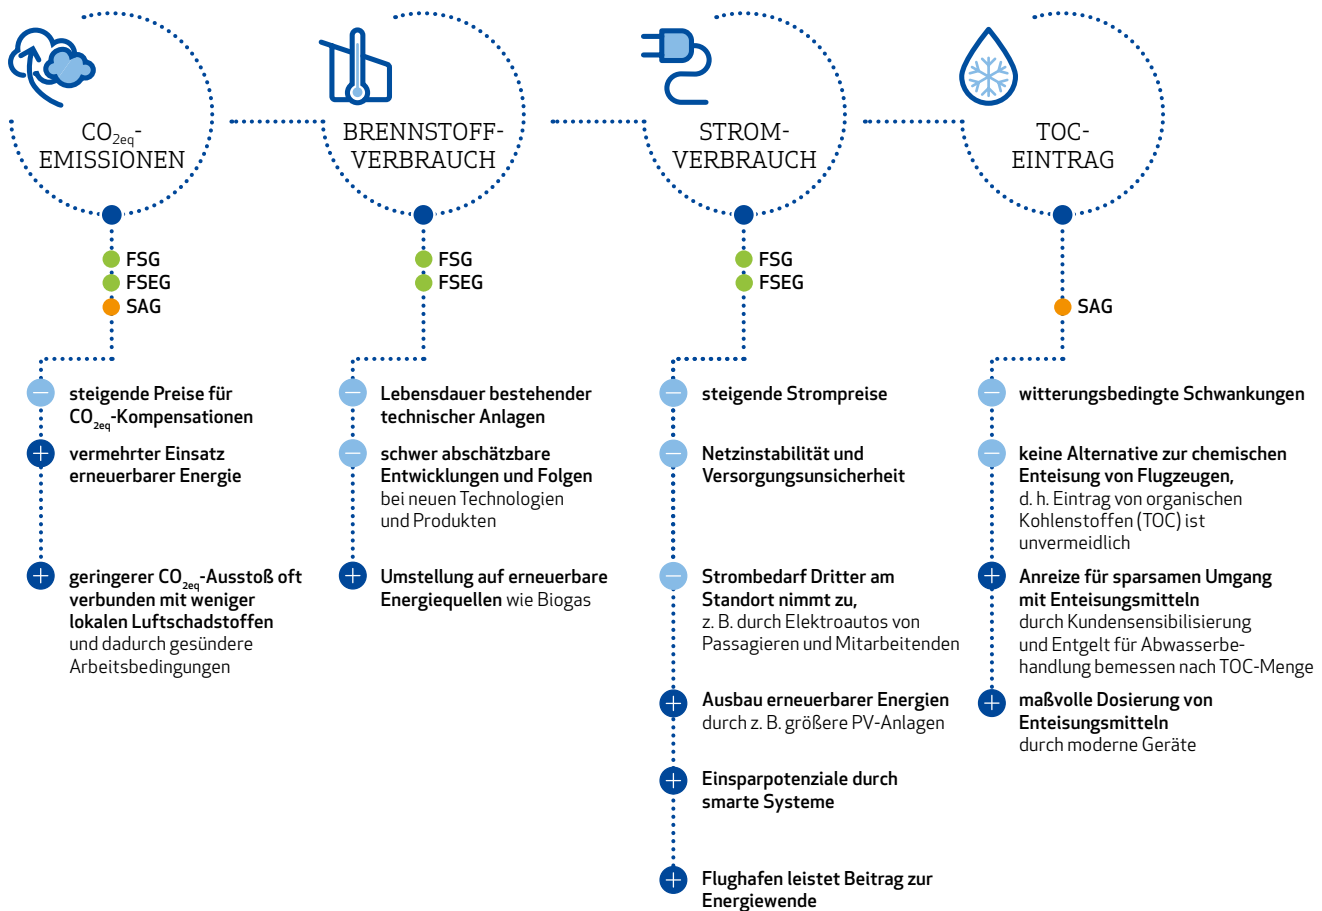 CO2eq-
EMISSIONEN
FSG
FSEG
SAG
steigende Preise für
CO2eq-Kompensationen
vermehrter Einsatz
erneuerbarer Energie
geringerer CO2eq-Ausstoß oft
verbunden mit weniger
lokalen Luftschadstoffen
und dadurch gesündere
Arbeitsbedingungen
BRENNSTOFF-
VERBRAUCH
FSG
FSEG
Lebensdauer bestehender
technischer Anlagen
schwer abschätzbare
Entwicklungen und Folgen
bei neuen Technologien
und Produkten
Umstellung auf erneuerbare
Energiequellen wie Biogas
STROM-
VERBRAUCH
FSG
FSEG
steigende Strompreise
Netzinstabilität und
Versorgungsunsicherheit
Strombedarf Dritter am
Standort nimmt zu,
z. B. durch Elektroautos von
Passagieren und Mitarbeitenden
Ausbau erneuerbarer Energien
durch z. B. größere PV-Anlagen
Einsparpotenziale durch
smarte Systeme
Flughafen leistet Beitrag zur
Energiewende
TOC-
EINTRAG
SAG
witterungsbedingte Schwankungen
keine Alternative zur chemischen
Enteisung von Flugzeugen,
d. h. Eintrag von organischen
Kohlenstoffen (TOC) ist
unvermeidlich
Anreize für sparsamen Umgang
mit Enteisungsmitteln
durch Kundensensibilisierung
und Entgelt für Abwasserbe-
handlung bemessen nach TOC-Menge
maßvolle Dosierung von
Enteisungsmitteln
durch moderne Geräte